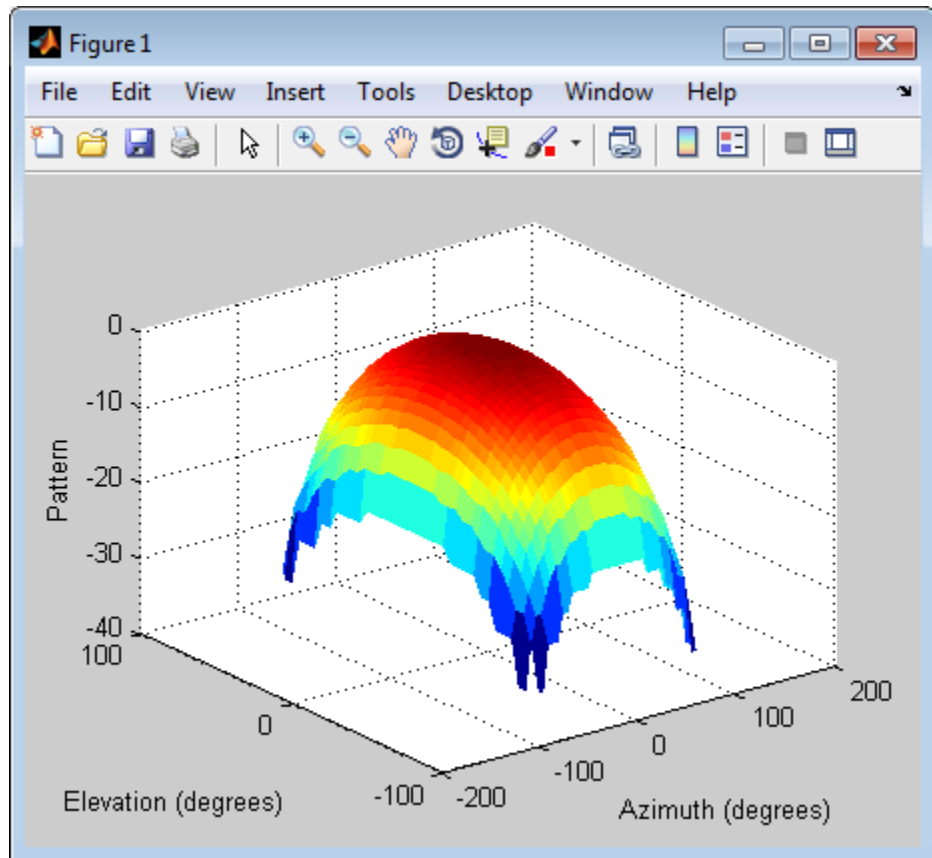 Figure 1
File Edit View Insert Tools Desktop Window Help
0
-10
-20
-30
-40
Pattern
100
0
-100
Elevation (degrees)
-200
-100
0
100
200
Azimuth (degrees)